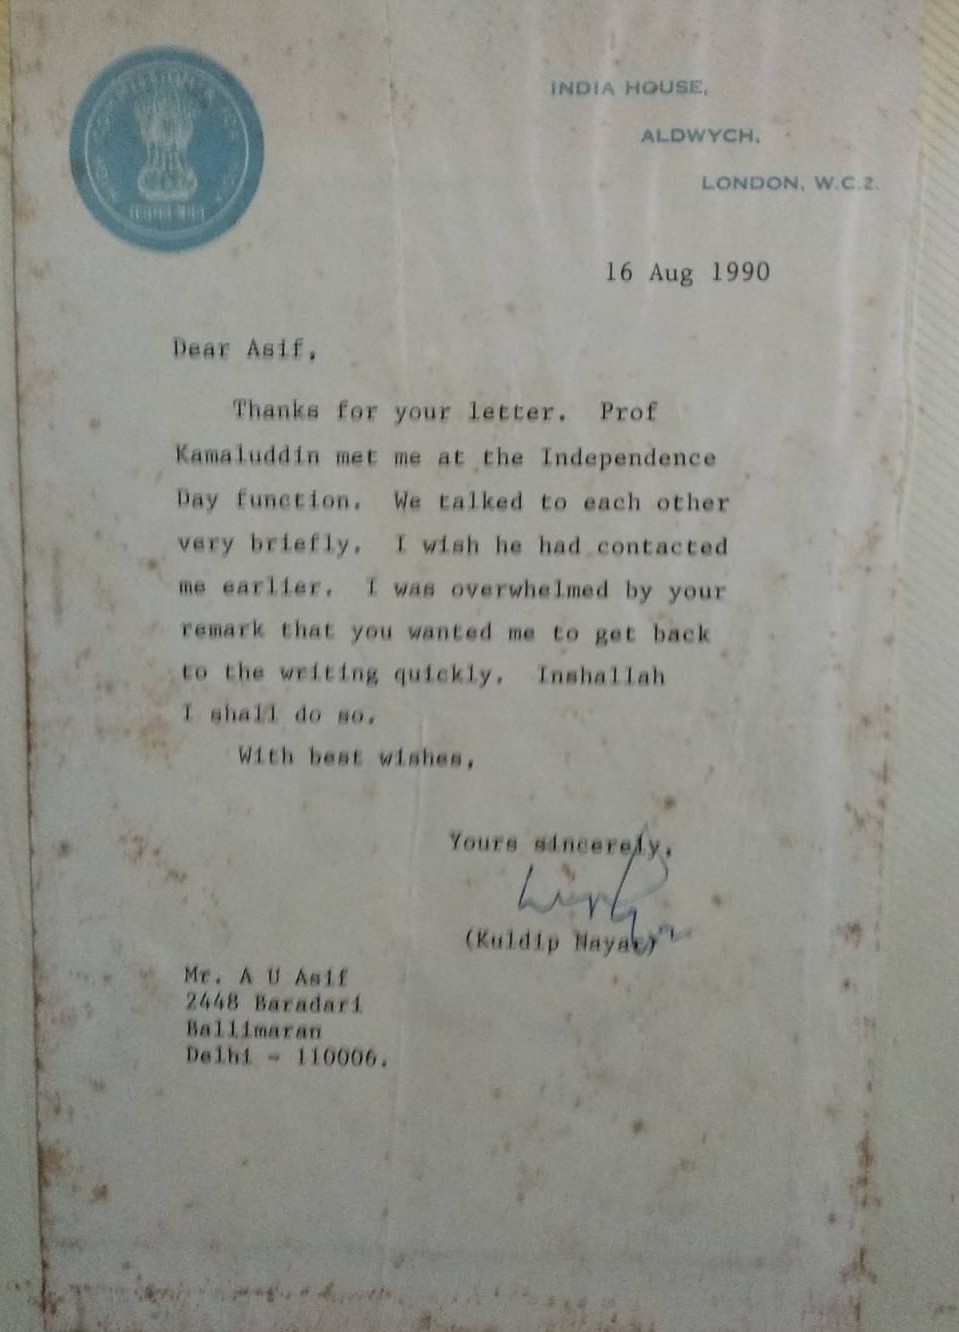 INDIA HOUSE,
ALDWYCH,
LONDON, W.C.2.
16 Aug 1990
Dear Asif,
Thanks for your letter. Prof
Kamaluddin met me at the Independence
Day function. We talked to each other
very briefly. I wish he had contacted
me earlier. I was overwhelmed by your
remark that you wanted me to get back
to the writing quickly. Inshallah
I shall do so.
With best wishes,
Yours sincerely,
(Kuldip Nayar)
Mr. A U Asif
2448 Baradari
Ballimaran
Delhi - 110006.